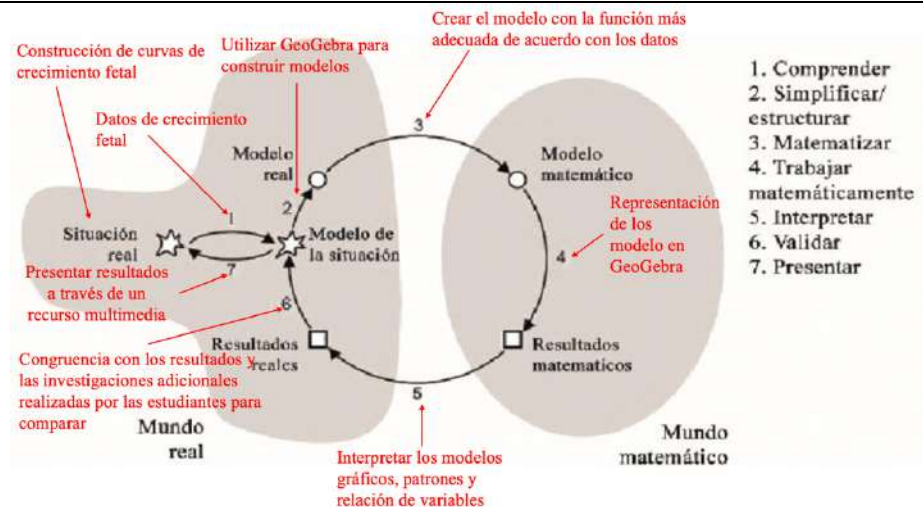 Crear el modelo con la función más
adecuada de acuerdo con los datos
Construcción de curvas de
crecimiento fetal
Utilizar GeoGebra para
construir modelos
Datos de crecimiento
fetal
3
Modelo
real
Modelo
matemático
1
2
Situación
real
Modelo de
la situación
7
Presentar resultados
a través de un
recurso multimedia
Representación
de los
modelo en
GeoGebra
4
6
Resultados
reales
Resultados
matematicos
Congruencia con los resultados y
las investigaciones adicionales
realizadas por las estudiantes para
comparar
5
Mundo
real
Mundo
matemático
Interpretar los modelos
gráficos, patrones y
relación de variables
1. Comprender
2. Simplificar/
estructurar
3. Matematizar
4. Trabajar
matemáticamente
5. Interpretar
6. Validar
7. Presentar